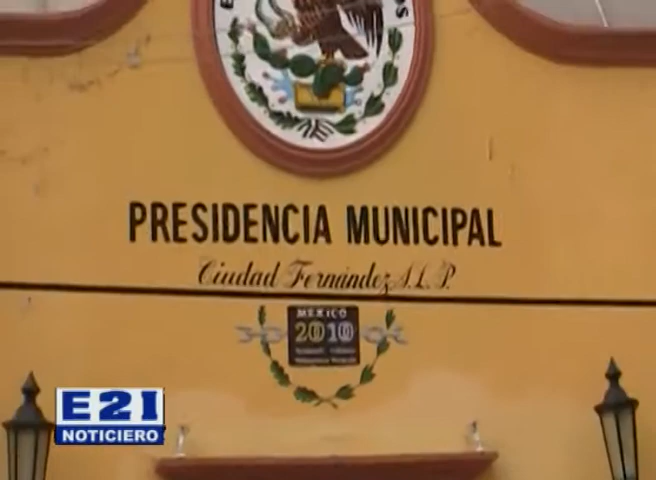 PRESIDENCIA MUNICIPAL
Ciudad Fernández S.L.P.
MEXICO
2010
E21
NOTICIERO